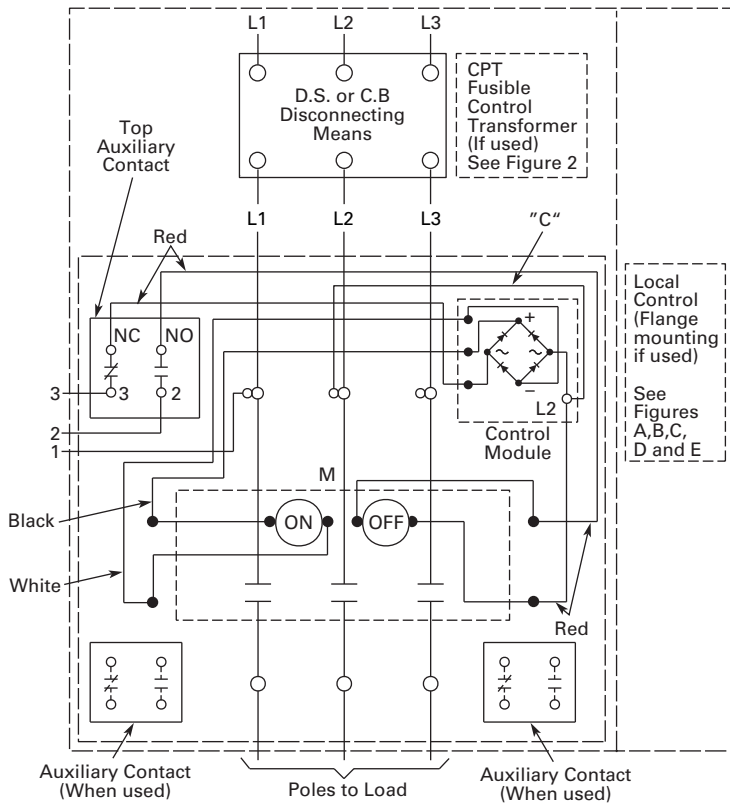 L1 L2 L3
D.S. or C.B
Disconnecting
Means
CPT
Fusible
Control
Transformer
(If used)
See Figure 2
Top
Auxiliary
Contact
L1 L2 L3
"C"
Red
NC NO
3 3 2
2
1
+
~ ~
–
L2
Control
Module
Local
Control
(Flange
mounting
if used)
See
Figures
A,B,C,
D and E
M
Black
ON OFF
White
Red
Auxiliary Contact
(When used)
Poles to Load
Auxiliary Contact
(When used)